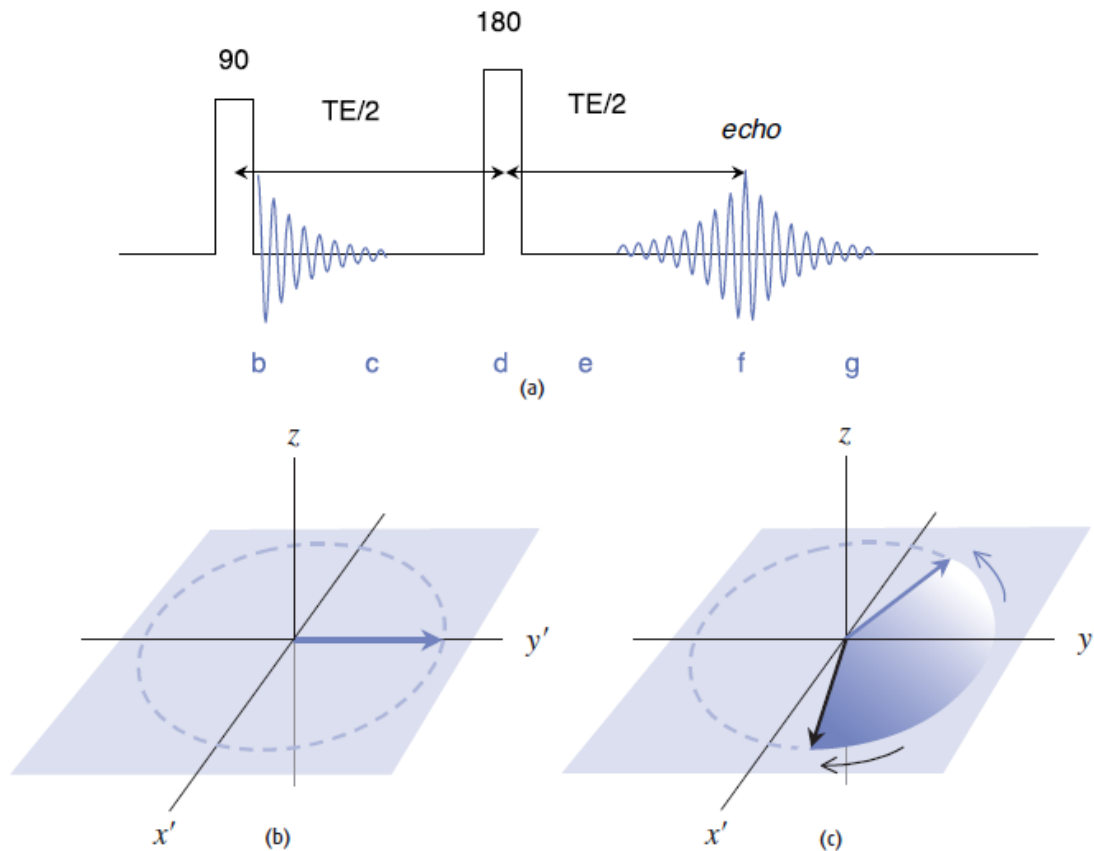 180
90
TE/2
TE/2
echo
b c d e f g
(a)
z
z
y′
y
x′
(b)
x′
(c)